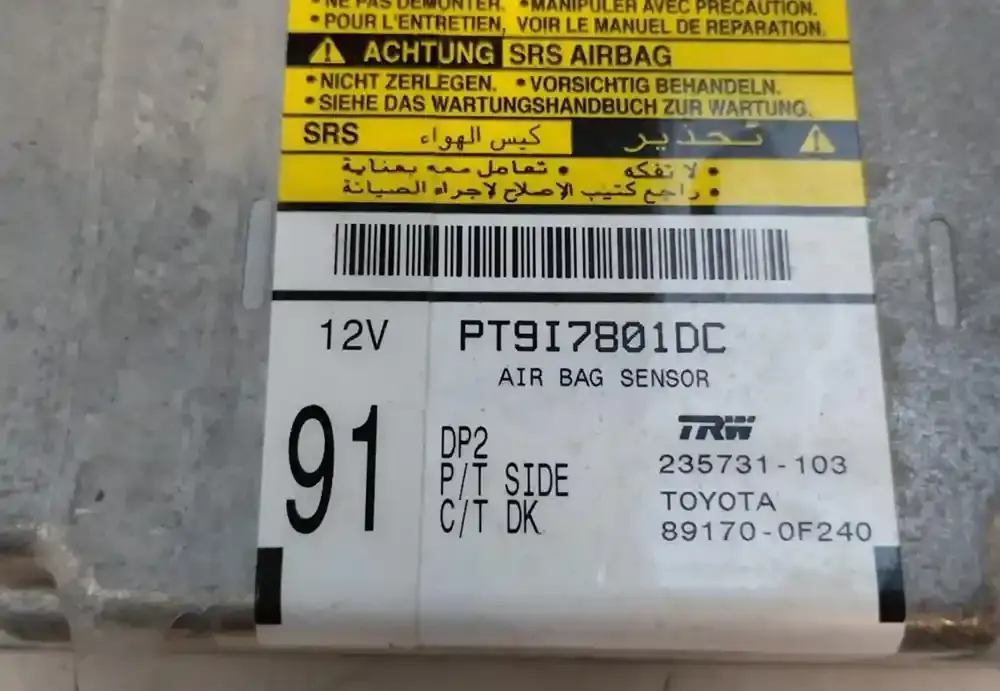 •NE PAS DEMONTER. •MANIPULER AVEC PRECAUTION.
•POUR L'ENTRETIEN, VOIR LE MANUEL DE REPARATION.
ACHTUNG SRS AIRBAG
•NICHT ZERLEGEN. •VORSICHTIG BEHANDELN.
•SIEHE DAS WARTUNGSHANDBUCH ZUR WARTUNG.
تحذير كيس الهواء SRS
• لا تفكه • تعامل معه بعناية
• راجع كتيب الإصلاح لاجراء الصيانة
12V
PT9I7801DC
AIR BAG SENSOR
91
DP2
P/T SIDE
C/T DK
TRW
235731-103
TOYOTA
89170-0F240